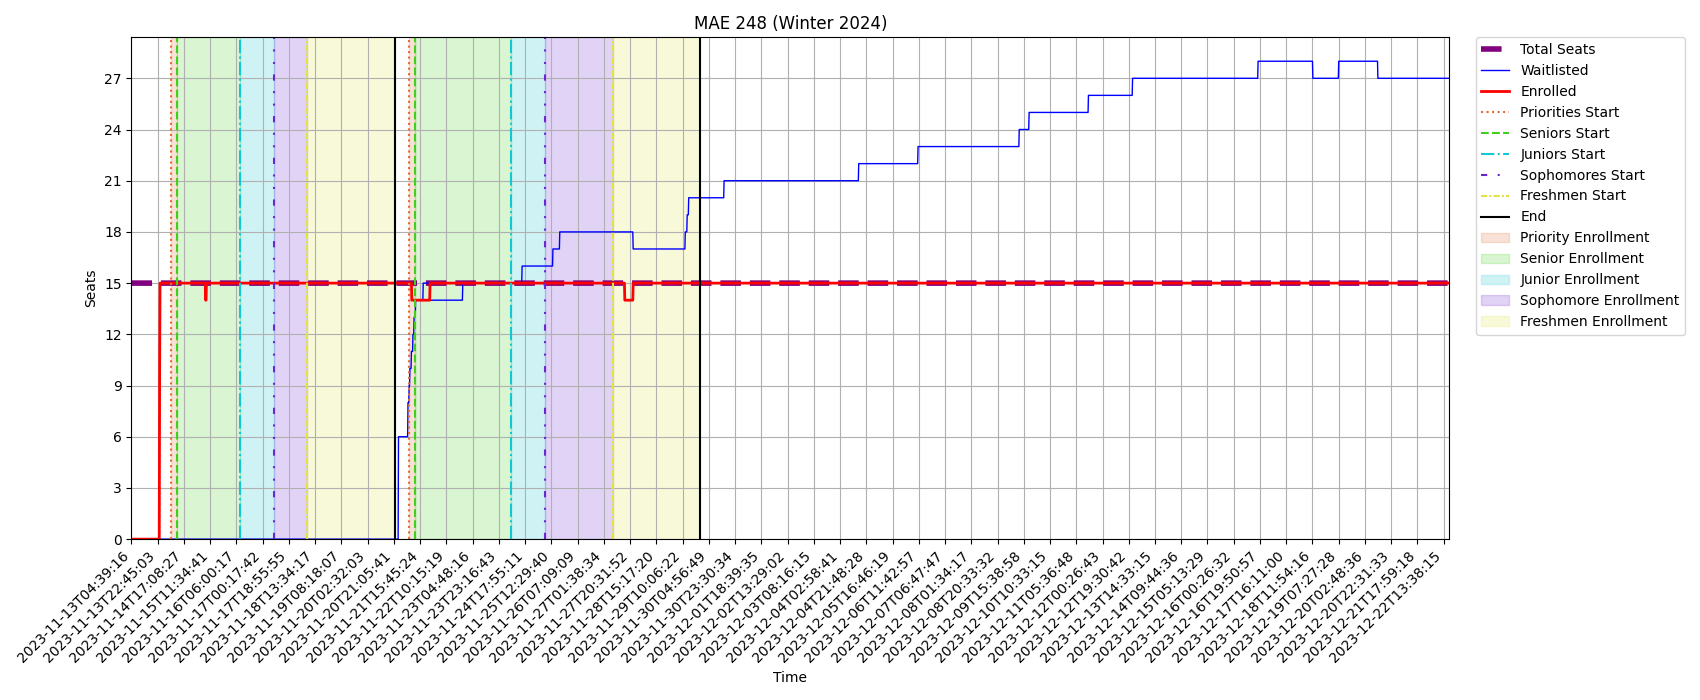 MAE 248 (Winter 2024)
Seats
27
24
21
18
15
12
9
6
3
0
2023-11-13T04:39:16
2023-11-13T22:45:03
2023-11-14T17:08:27
2023-11-15T11:34:41
2023-11-16T06:00:17
2023-11-17T00:17:42
2023-11-17T18:55:55
2023-11-18T13:34:17
2023-11-19T08:18:07
2023-11-20T02:32:03
2023-11-20T21:05:41
2023-11-21T15:45:24
2023-11-22T10:15:19
2023-11-23T04:48:16
2023-11-23T23:16:43
2023-11-24T17:55:11
2023-11-25T12:29:40
2023-11-26T07:09:09
2023-11-27T01:38:34
2023-11-27T20:31:52
2023-11-28T15:17:20
2023-11-29T10:06:22
2023-11-30T04:56:49
2023-11-30T23:30:34
2023-12-01T18:39:35
2023-12-02T13:29:02
2023-12-03T08:16:15
2023-12-04T02:58:41
2023-12-04T21:48:28
2023-12-05T16:46:19
2023-12-06T11:42:57
2023-12-07T06:47:47
2023-12-08T01:34:17
2023-12-08T20:33:32
2023-12-09T15:38:58
2023-12-10T10:33:15
2023-12-11T05:36:48
2023-12-12T00:26:43
2023-12-12T19:30:42
2023-12-13T14:33:15
2023-12-14T09:44:36
2023-12-15T05:13:29
2023-12-16T00:26:32
2023-12-16T19:50:57
2023-12-17T16:11:00
2023-12-18T11:54:16
2023-12-19T07:27:28
2023-12-20T02:48:36
2023-12-20T22:31:33
2023-12-21T17:59:18
2023-12-22T13:38:15
Time
Total Seats
Waitlisted
Enrolled
Priorities Start
Seniors Start
Juniors Start
Sophomores Start
Freshmen Start
End
Priority Enrollment
Senior Enrollment
Junior Enrollment
Sophomore Enrollment
Freshmen Enrollment